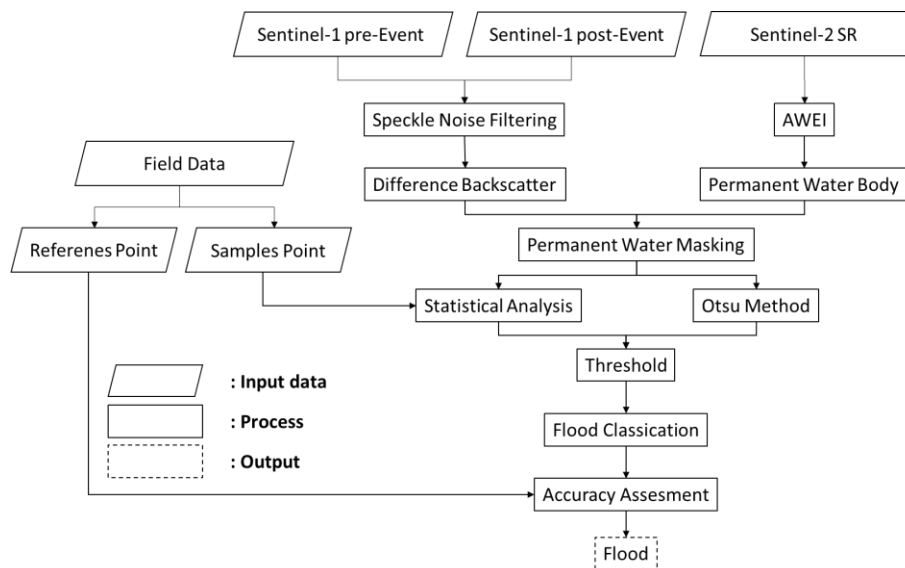 Sentinel-1 pre-Event
Sentinel-1 post-Event
Sentinel-2 SR
Speckle Noise Filtering
AWEI
Field Data
Difference Backscatter
Permanent Water Body
Referenes Point
Samples Point
Permanent Water Masking
Statistical Analysis
Otsu Method
Threshold
: Input data
: Process
Flood Classication
: Output
Accuracy Assesment
Flood